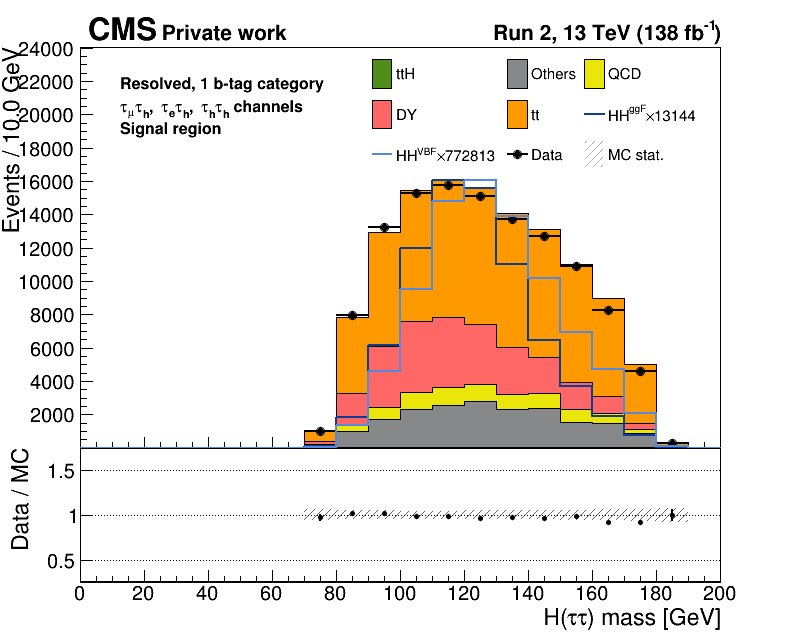 CMS Private work Run 2, 13 TeV (138 fb⁻¹)
Resolved, 1 b-tag category
τμτh, τeτh, τhτh channels
Signal region
ttH Others QCD
DY tt HHᵍᵍᶠ×13144
HHⱽᴮᶠ×772813 Data MC stat.
Events / 10.0 GeV
24000
22000
20000
18000
16000
14000
12000
10000
8000
6000
4000
2000
Data / MC
1.5
1
0.5
0 20 40 60 80 100 120 140 160 180 200
H(ττ) mass [GeV]